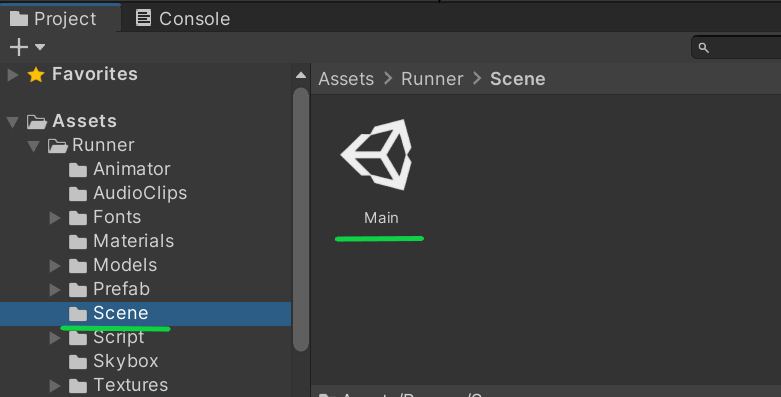 Project Console
Favorites
Assets > Runner > Scene
Assets
Runner
Animator
AudioClips
Fonts
Materials
Models
Prefab
Scene
Script
Skybox
Textures
Main